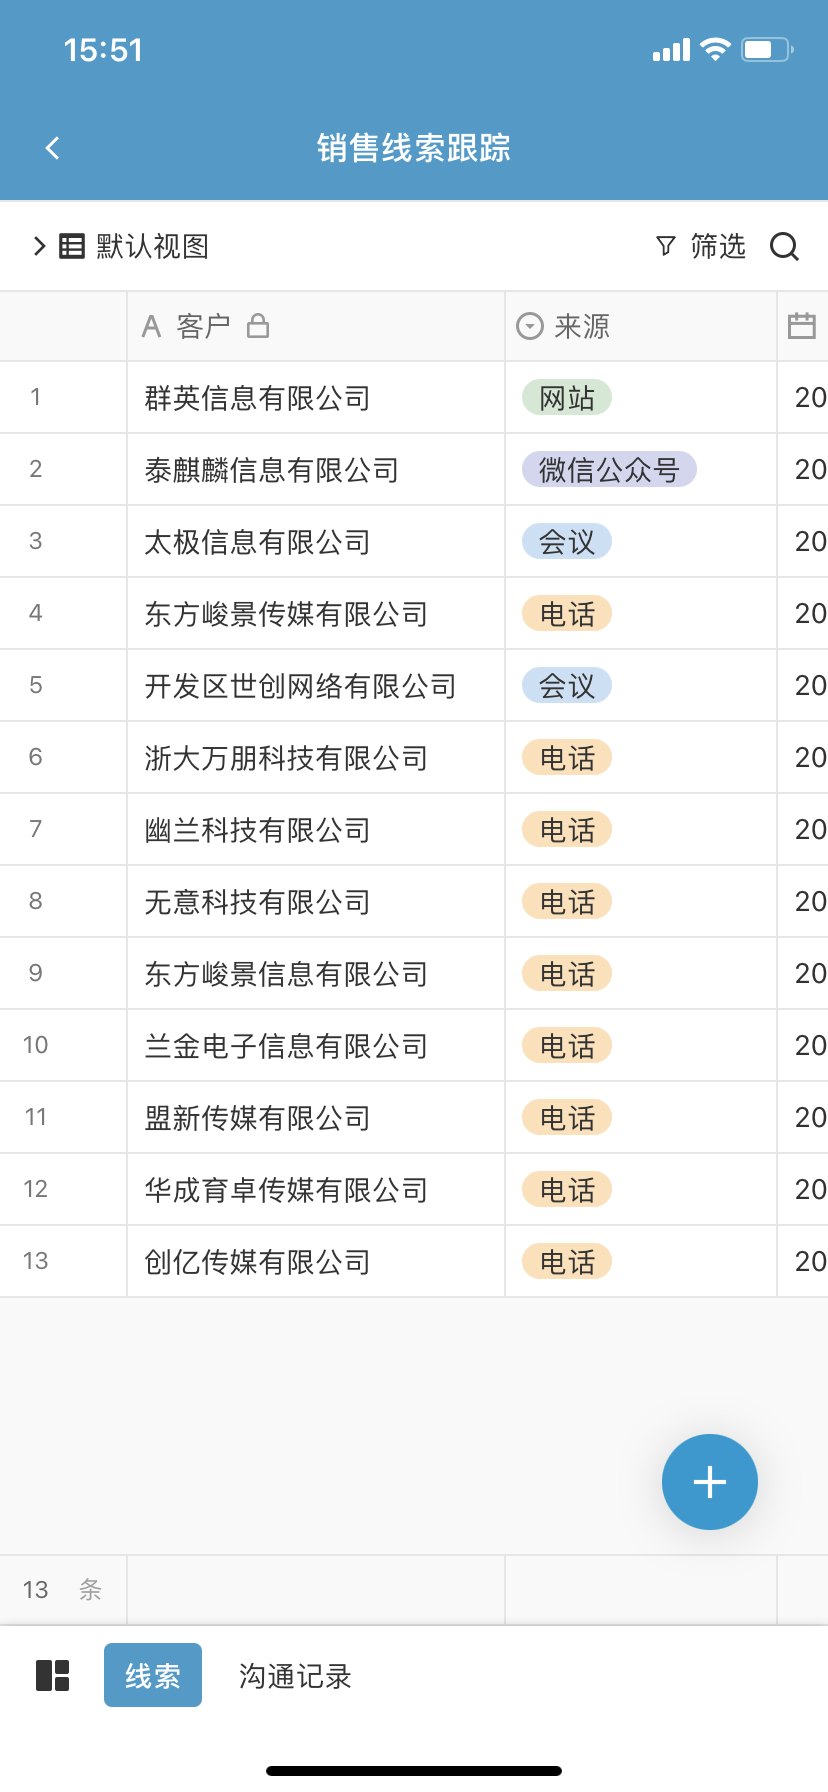 15:51
销售线索跟踪
默认视图 筛选
客户 来源
1 群英信息有限公司 网站 20
2 泰麒麟信息有限公司 微信公众号 20
3 太极信息有限公司 会议 20
4 东方峻景传媒有限公司 电话 20
5 开发区世创网络有限公司 会议 20
6 浙大万朋科技有限公司 电话 20
7 幽兰科技有限公司 电话 20
8 无意科技有限公司 电话 20
9 东方峻景信息有限公司 电话 20
10 兰金电子信息有限公司 电话 20
11 盟新传媒有限公司 电话 20
12 华成育卓传媒有限公司 电话 20
13 创亿传媒有限公司 电话 20
13 条
线索 沟通记录